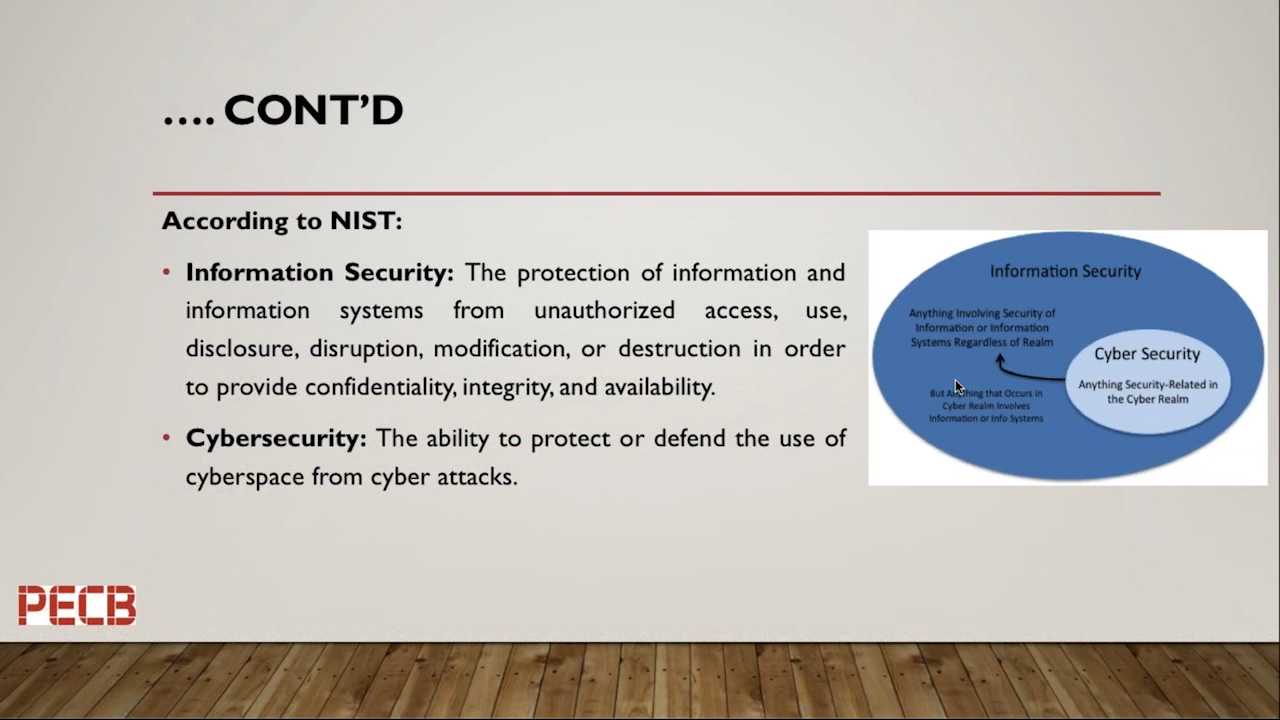 .... CONT’D
According to NIST:
• Information Security: The protection of information and
information systems from unauthorized access, use,
disclosure, disruption, modification, or destruction in order
to provide confidentiality, integrity, and availability.
• Cybersecurity: The ability to protect or defend the use of
cyberspace from cyber attacks.
Information Security
Anything Involving Security of
Information or Information
Systems Regardless of Realm
Cyber Security
Anything Security-Related in
the Cyber Realm
But Anything that Occurs in
Cyber Realm Involves
Information or Info Systems
PECB